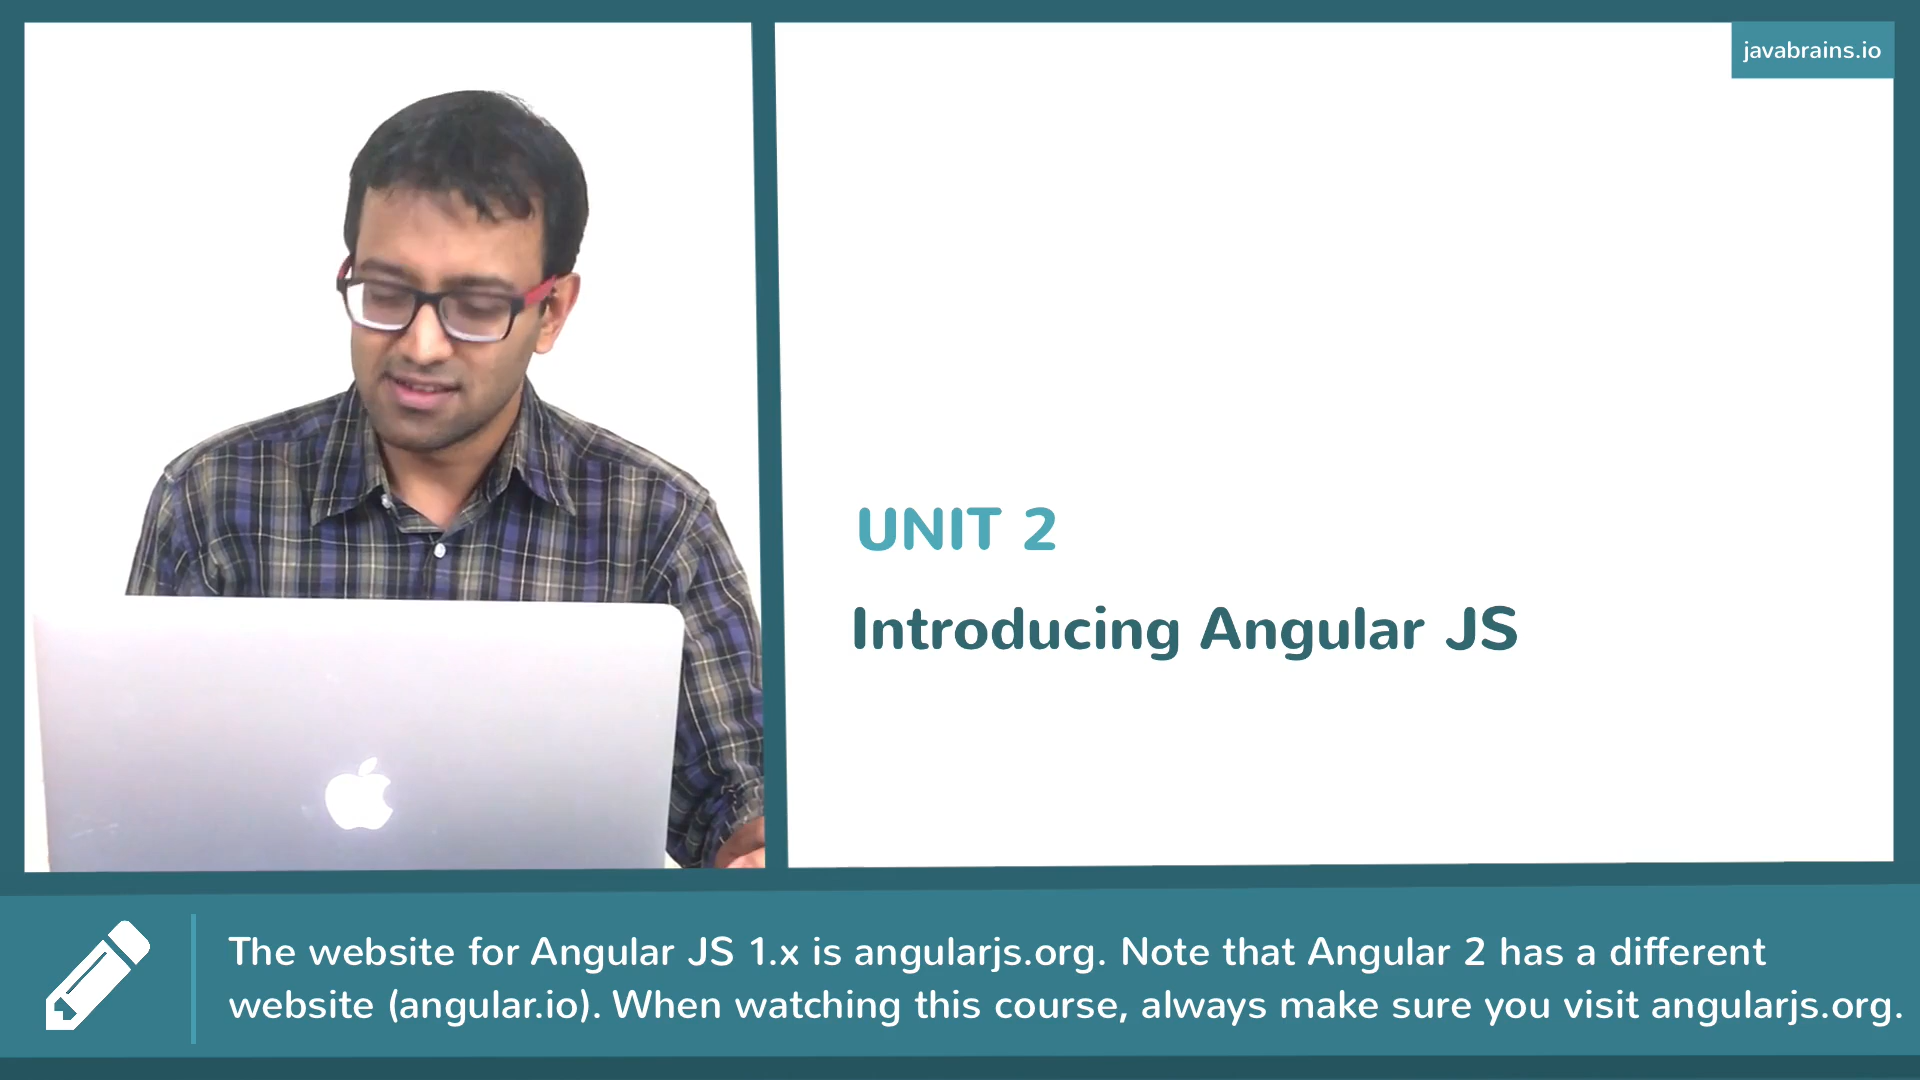 javabrains.io
UNIT 2
Introducing Angular JS
The website for Angular JS 1.x is angularjs.org. Note that Angular 2 has a different
website (angular.io). When watching this course, always make sure you visit angularjs.org.